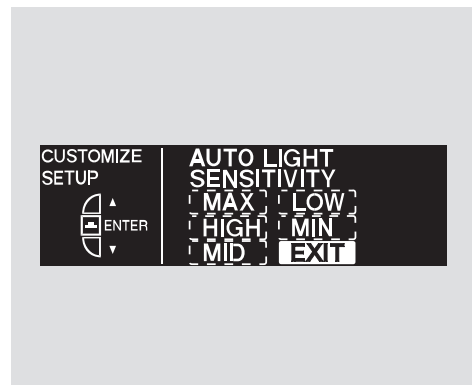 CUSTOMIZE
SETUP
ENTER
AUTO LIGHT
SENSITIVITY
MAX LOW
HIGH MIN
MID EXIT